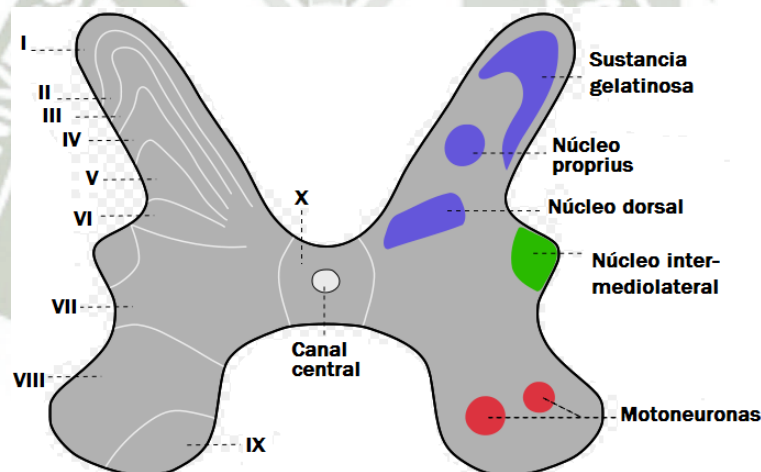 I
II
III
IV
V
VI
VII
VIII
IX
X
Canal
central
Sustancia
gelatinosa
Núcleo
proprius
Núcleo dorsal
Núcleo inter-
mediolateral
Motoneuronas